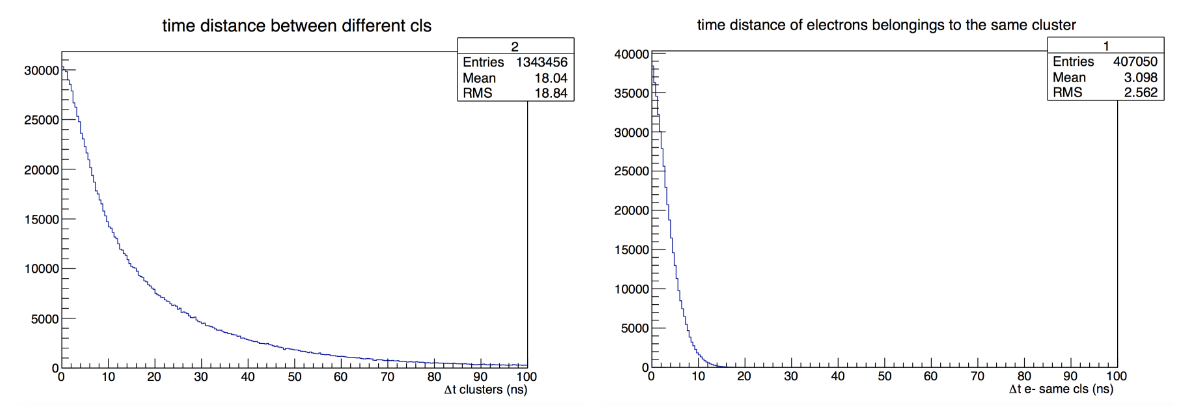 time distance between different cls
2
Entries 1343456
Mean 18.04
RMS 18.84
30000
25000
20000
15000
10000
5000
0
0 10 20 30 40 50 60 70 80 90 100
Δt clusters (ns)
time distance of electrons belongings to the same cluster
1
Entries 407050
Mean 3.098
RMS 2.562
40000
35000
30000
25000
20000
15000
10000
5000
0
0 10 20 30 40 50 60 70 80 90 100
Δt e- same cls (ns)